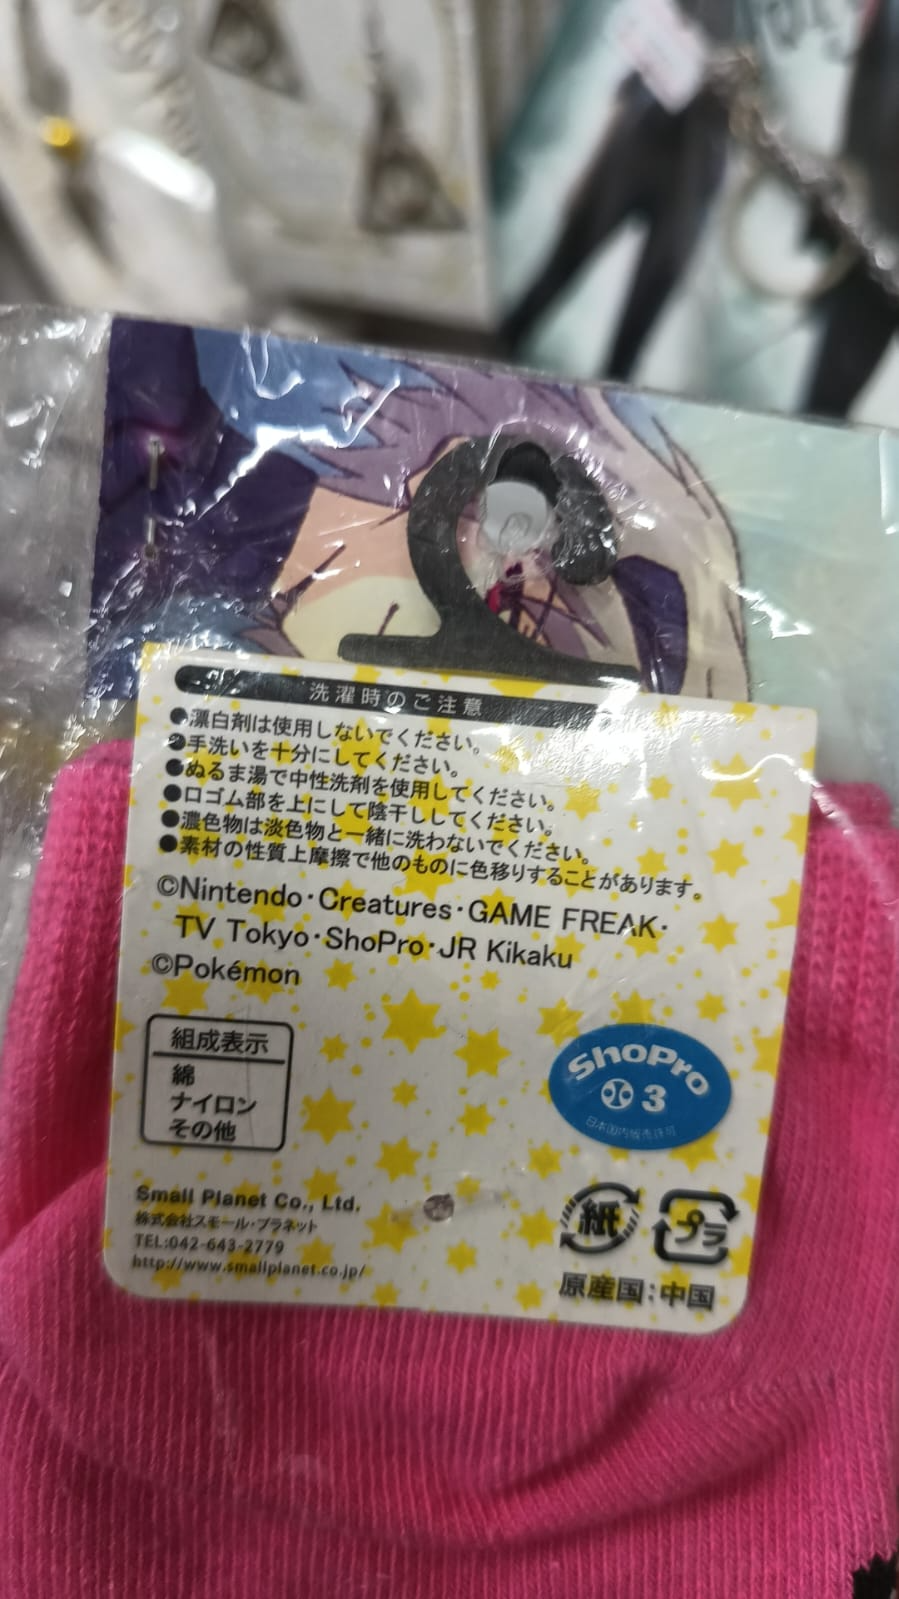 洗濯時のご注意
●漂白剤は使用しないでください。
●手洗いを十分にしてください。
●ぬるま湯で中性洗剤を使用してください。
●口ゴム部を上にして陰干ししてください。
●濃色物は淡色物と一緒に洗わないでください。
●素材の性質上摩擦で他のものに色移りすることがあります。
©Nintendo・Creatures・GAME FREAK・
TV Tokyo・ShoPro・JR Kikaku
©Pokémon
組成表示
綿
ナイロン
その他
ShoPro
3
日本国内販売許可
Small Planet Co., Ltd.
株式会社スモール・プラネット
TEL:042-643-2779
http://www.smallplanet.co.jp/
紙
プラ
原産国:中国